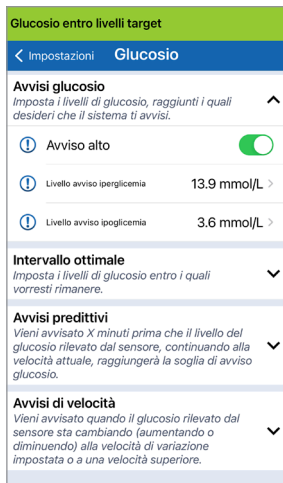 Glucosio entro livelli target
Impostazioni Glucosio
Avvisi glucosio
Imposta i livelli di glucosio, raggiunti i quali
desideri che il sistema ti avvisi.
Avviso alto
Livello avviso iperglicemia 13.9 mmol/L
Livello avviso ipoglicemia 3.6 mmol/L
Intervallo ottimale
Imposta i livelli di glucosio entro i quali
vorresti rimanere.
Avvisi predittivi
Vieni avvisato X minuti prima che il livello del
glucosio rilevato dal sensore, continuando alla
velocità attuale, raggiungerà la soglia di avviso
glucosio.
Avvisi di velocità
Vieni avvisato quando il glucosio rilevato dal
sensore sta cambiando (aumentando o
diminuendo) alla velocità di variazione
impostata o a una velocità superiore.